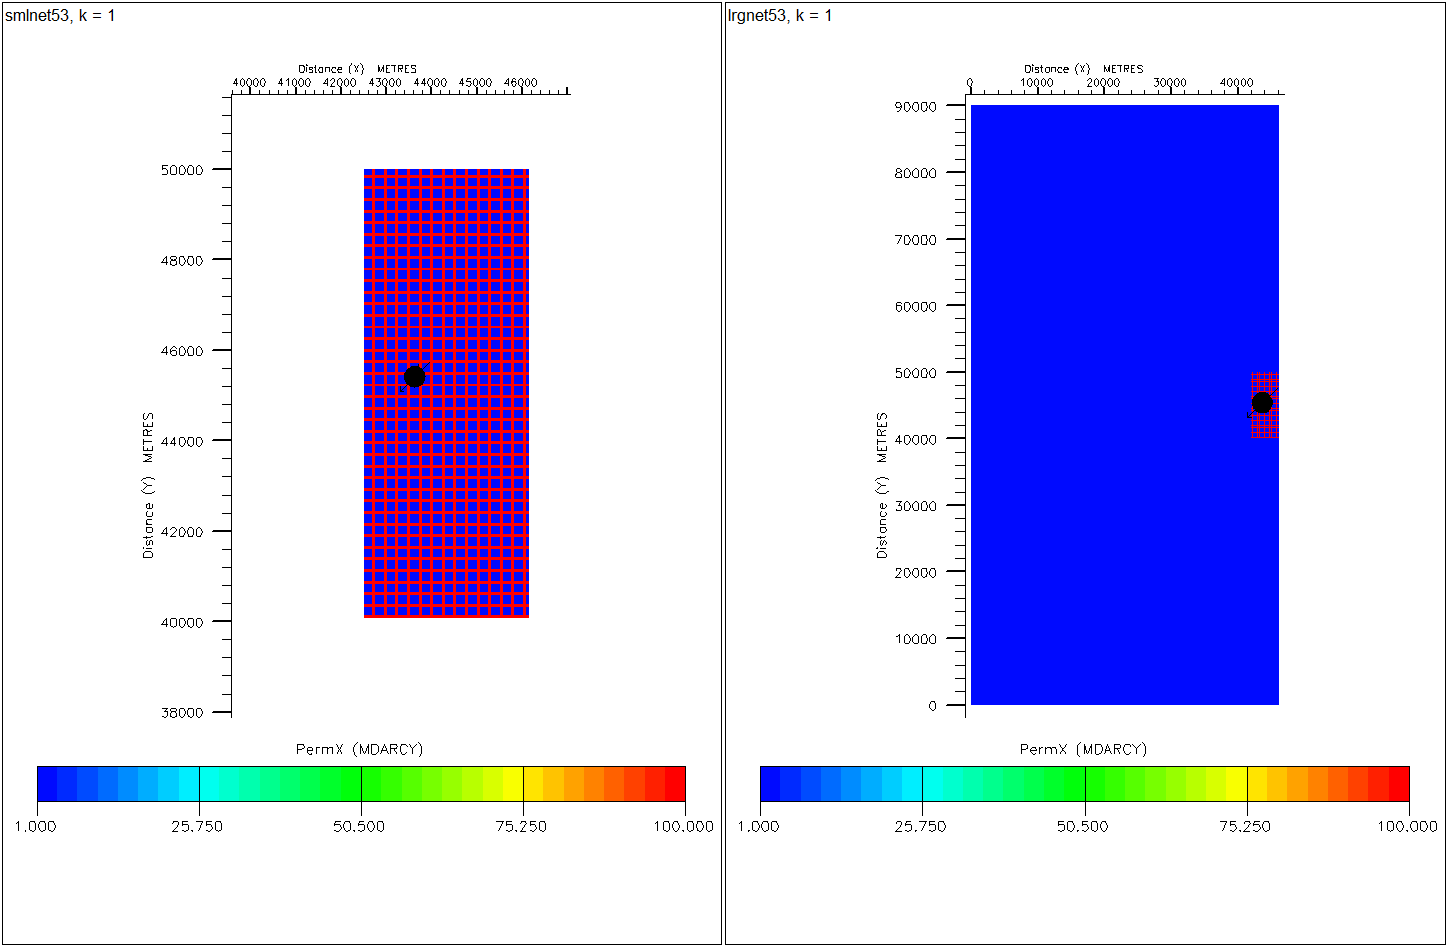 smlnet53, k = 1
Distance (X) METRES
40000 41000 42000 43000 44000 45000 46000
50000
48000
46000
44000
42000
40000
38000
Distance (Y) METRES
PermX (MDARCY)
1.000 25.750 50.500 75.250 100.000
lrgnet53, k = 1
Distance (X) METRES
0 10000 20000 30000 40000
90000
80000
70000
60000
50000
40000
30000
20000
10000
0
Distance (Y) METRES
PermX (MDARCY)
1.000 25.750 50.500 75.250 100.000